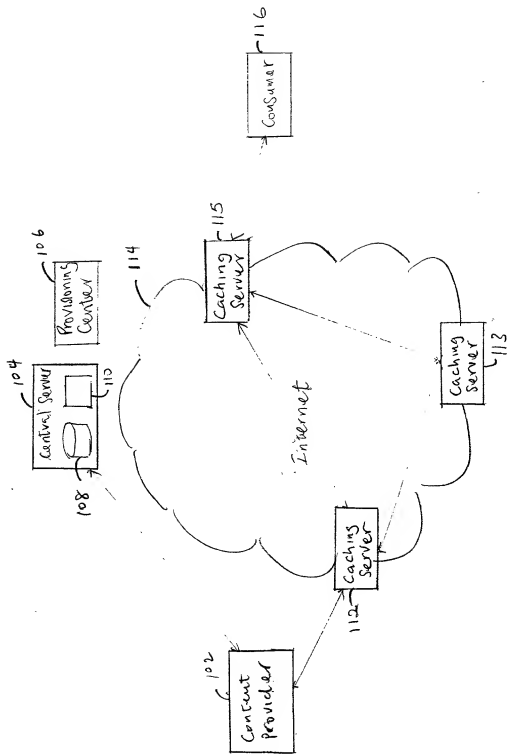 104
Central Server
108
110
106
Provisioning
Center
114
102
Content
Provider
112
Caching
Server
Internet
Caching
Server
115
Caching
Server
113
116
Consumer